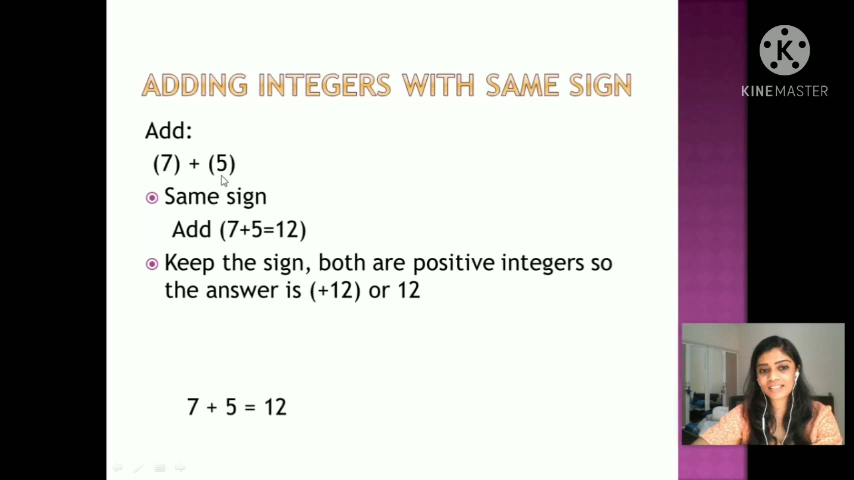 ADDING INTEGERS WITH SAME SIGN
Add:
(7) + (5)
Same sign
Add (7+5=12)
Keep the sign, both are positive integers so
the answer is (+12) or 12
7 + 5 = 12
K
KINEMASTER